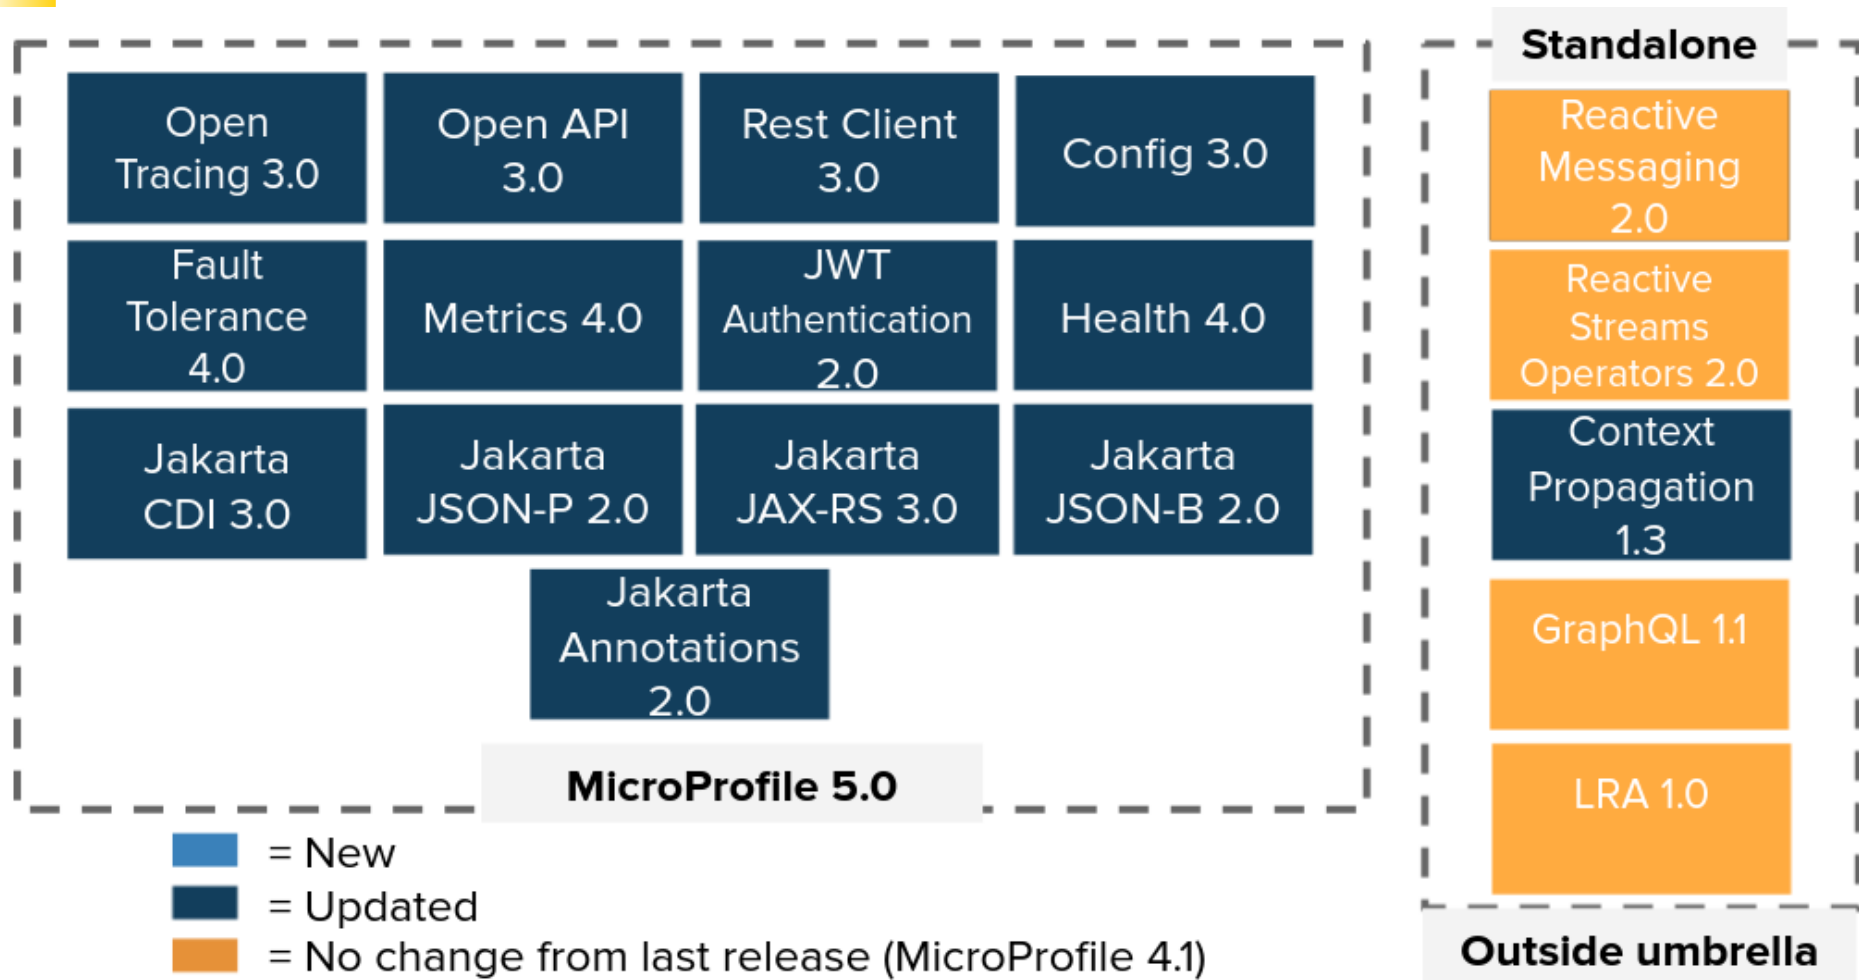 Open
Tracing 3.0
Open API
3.0
Rest Client
3.0
Config 3.0
Fault
Tolerance
4.0
Metrics 4.0
JWT
Authentication
2.0
Health 4.0
Jakarta
CDI 3.0
Jakarta
JSON-P 2.0
Jakarta
JAX-RS 3.0
Jakarta
JSON-B 2.0
Jakarta
Annotations
2.0
MicroProfile 5.0
= New
= Updated
= No change from last release (MicroProfile 4.1)
Standalone
Reactive
Messaging
2.0
Reactive
Streams
Operators 2.0
Context
Propagation
1.3
GraphQL 1.1
LRA 1.0
Outside umbrella